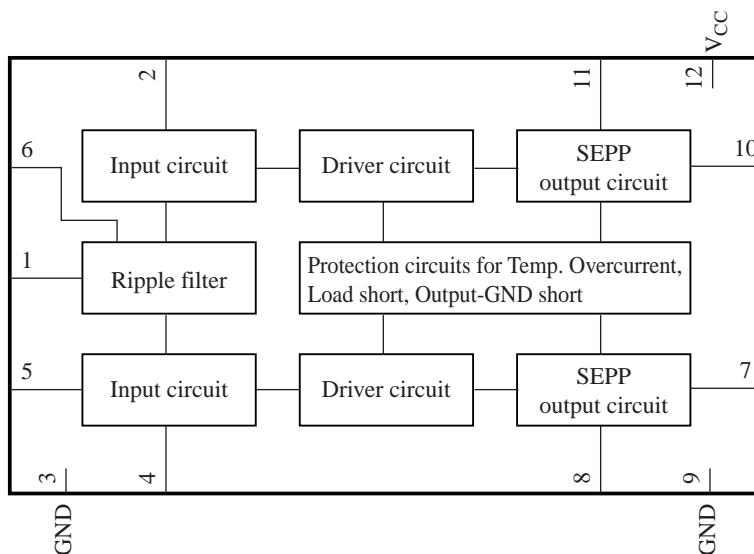 V_CC
2
11
12
6
Input circuit
Driver circuit
SEPP
output circuit
10
1
Ripple filter
Protection circuits for Temp. Overcurrent,
Load short, Output-GND short
5
Input circuit
Driver circuit
SEPP
output circuit
7
3
4
8
9
GND
GND